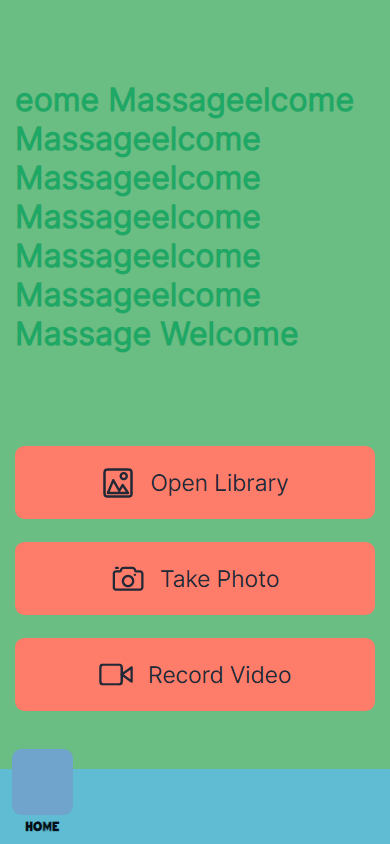 eome Massageelcome
Massageelcome
Massageelcome
Massageelcome
Massageelcome
Massageelcome
Massage Welcome
Open Library
Take Photo
Record Video
HOME